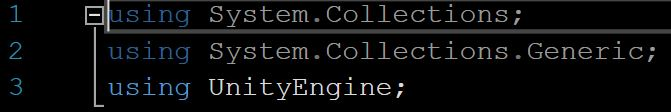 1 using System.Collections;
2 using System.Collections.Generic;
3 using UnityEngine;